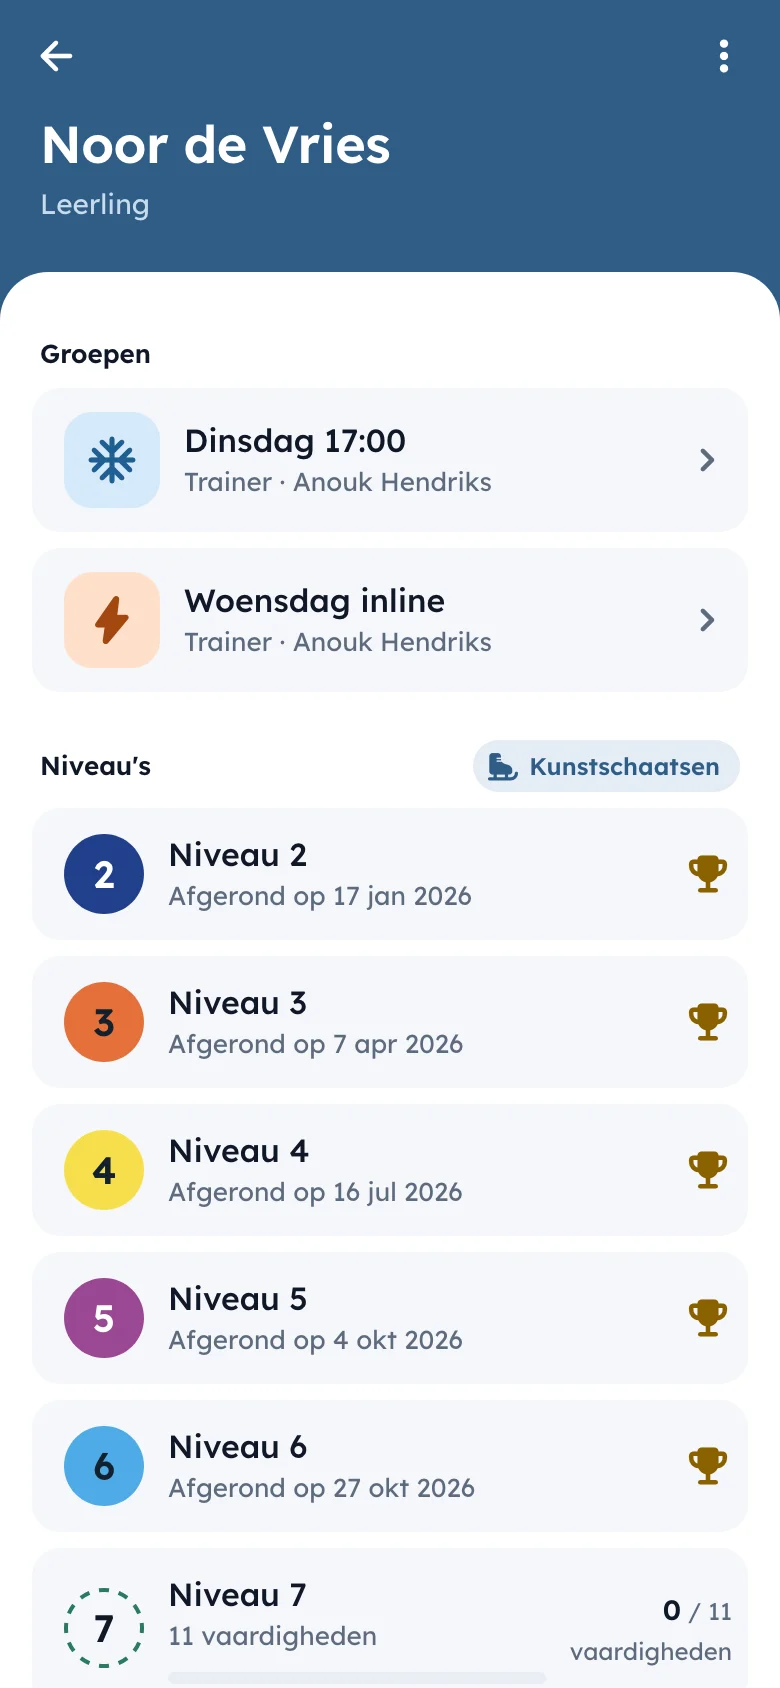 Noor de Vries
Leerling
Groepen
Dinsdag 17:00
Trainer · Anouk Hendriks
Woensdag inline
Trainer · Anouk Hendriks
Niveau's
Kunstschaatsen
2
Niveau 2
Afgerond op 17 jan 2026
3
Niveau 3
Afgerond op 7 apr 2026
4
Niveau 4
Afgerond op 16 jul 2026
5
Niveau 5
Afgerond op 4 okt 2026
6
Niveau 6
Afgerond op 27 okt 2026
7
Niveau 7
11 vaardigheden
0 / 11
vaardigheden